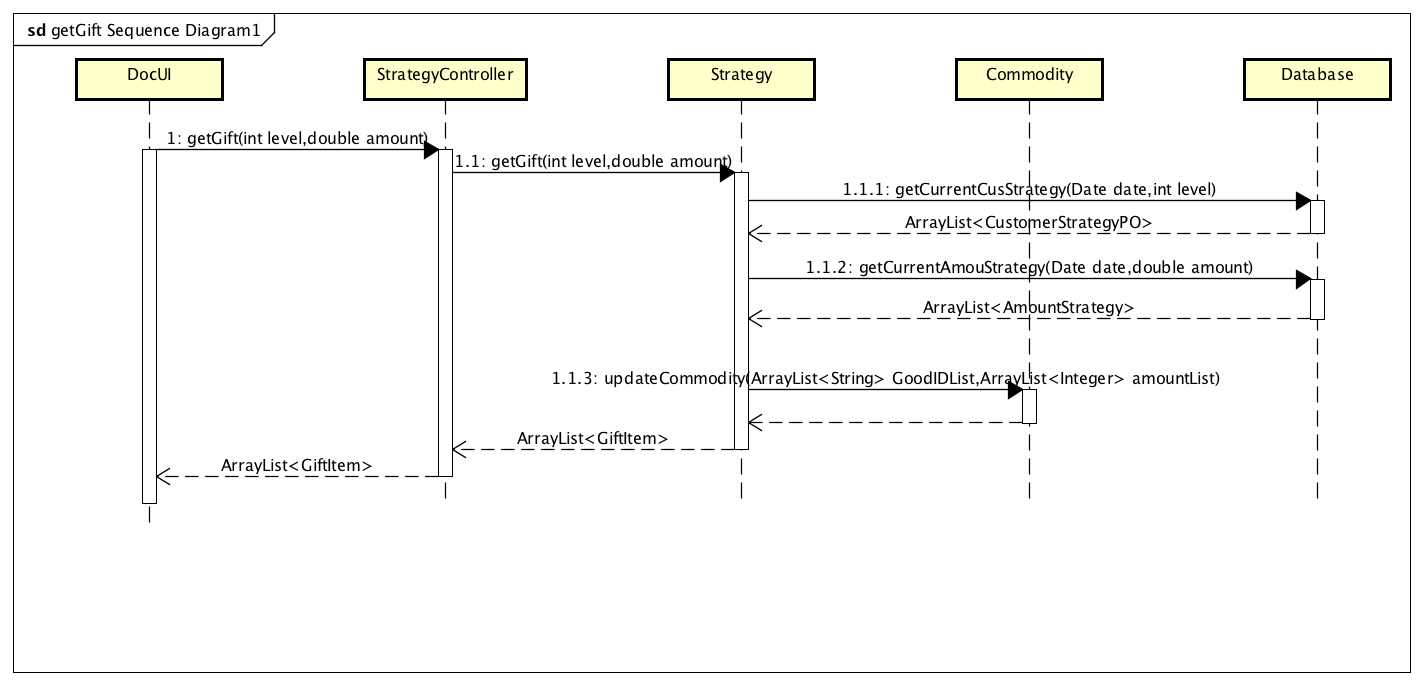 sd getGift Sequence Diagram1
DocUI
StrategyController
Strategy
Commodity
Database
1: getGift(int level,double amount)
1.1: getGift(int level,double amount)
1.1.1: getCurrentCusStrategy(Date date,int level)
ArrayList<CustomerStrategyPO>
1.1.2: getCurrentAmouStrategy(Date date,double amount)
ArrayList<AmountStrategy>
1.1.3: updateCommodity(ArrayList<String> GoodIDList,ArrayList<Integer> amountList)
ArrayList<GiftItem>
ArrayList<GiftItem>